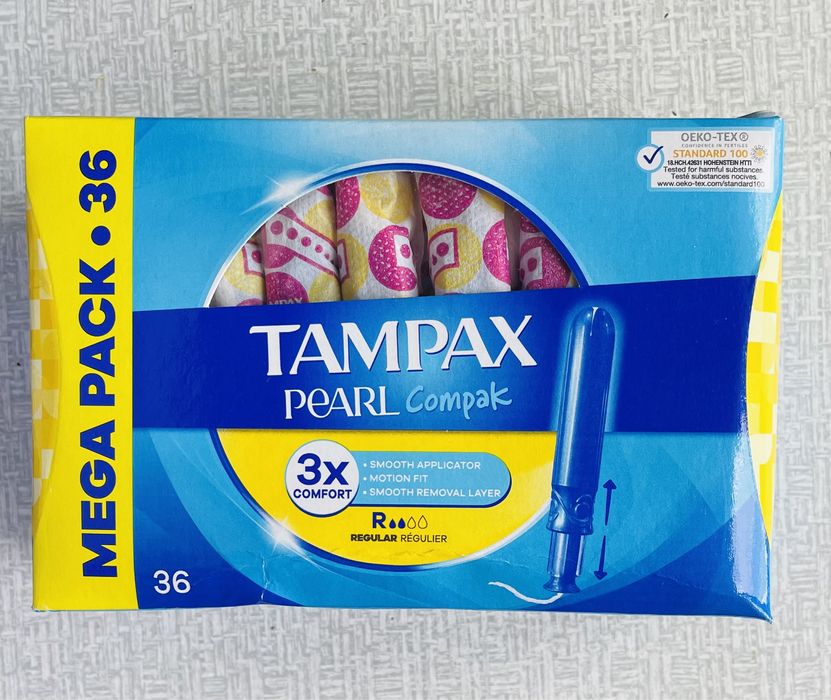 MEGA PACK • 36
OEKO-TEX®
CONFIDENCE IN TEXTILES
STANDARD 100
18.HCH.42631 HOHENSTEIN HTTI
Tested for harmful substances.
Testé substances nocives.
www.oeko-tex.com/standard100
MPAX
TAMPAX
PEARL Compak
3x
COMFORT
• SMOOTH APPLICATOR
• MOTION FIT
• SMOOTH REMOVAL LAYER
R
REGULAR RÉGULIER
36